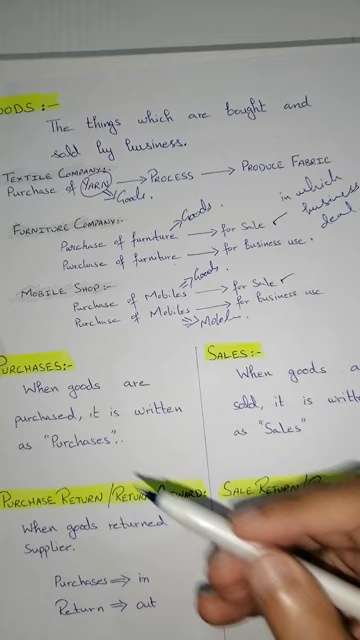 OODS :-
The things which are bought and
sold by business.
TEXTILE COMPANY:-
Purchase of YARN → PROCESS → PRODUCE FABRIC
Goods.
FURNITURE COMPANY:-
Goods.
Purchase of furniture → for Sale ✓
Purchase of furniture → for Business use.
in which
business
deal
MOBILE SHOP:-
Goods.
Purchase of Mobiles → for Sale ✓
Purchase of Mobiles → for Business use
PURCHASES:-
When goods are
purchased, it is written
as "Purchases".
SALES:-
When goods a
sold, it is writt
as "Sales"
PURCHASE RETURN /
When goods returned
Supplier.
Purchases ⇒ in
Return ⇒ out
SALE RETURN /